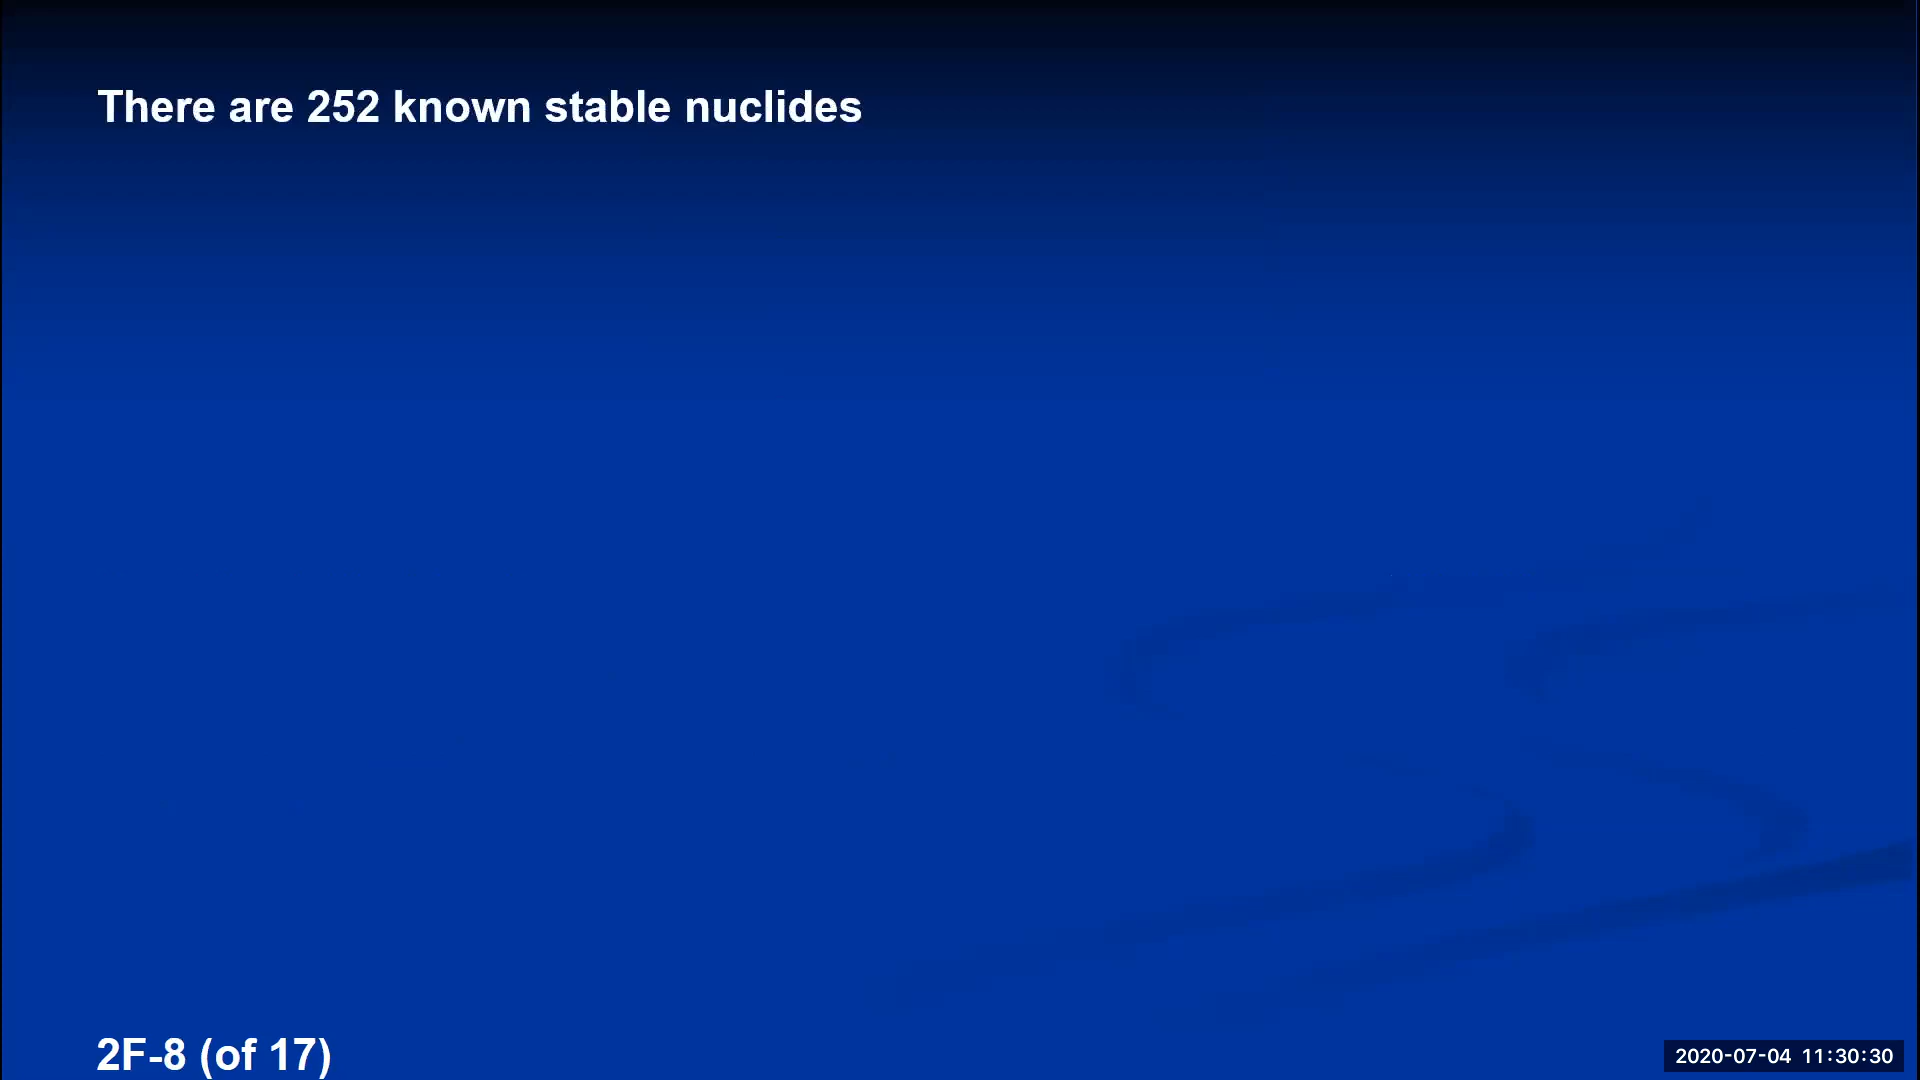 There are 252 known stable nuclides
2F-8 (of 17)
2020-07-04 11:30:30